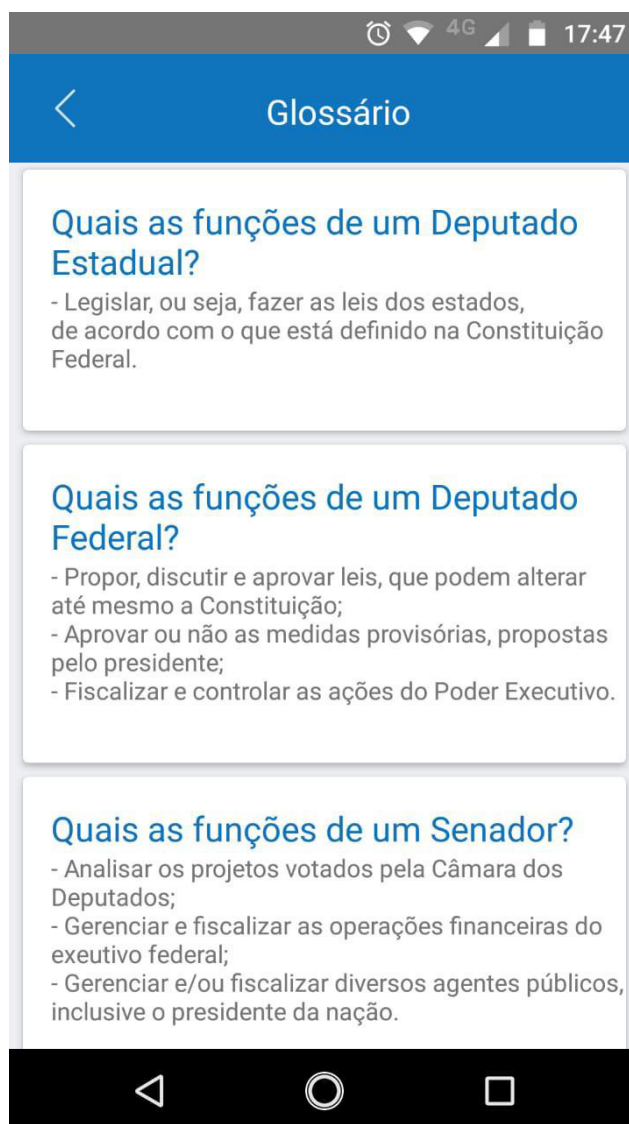 4G 17:47
Glossário
Quais as funções de um Deputado
Estadual?
- Legislar, ou seja, fazer as leis dos estados,
de acordo com o que está definido na Constituição
Federal.
Quais as funções de um Deputado
Federal?
- Propor, discutir e aprovar leis, que podem alterar
até mesmo a Constituição;
- Aprovar ou não as medidas provisórias, propostas
pelo presidente;
- Fiscalizar e controlar as ações do Poder Executivo.
Quais as funções de um Senador?
- Analisar os projetos votados pela Câmara dos
Deputados;
- Gerenciar e fiscalizar as operações financeiras do
exeutivo federal;
- Gerenciar e/ou fiscalizar diversos agentes públicos,
inclusive o presidente da nação.